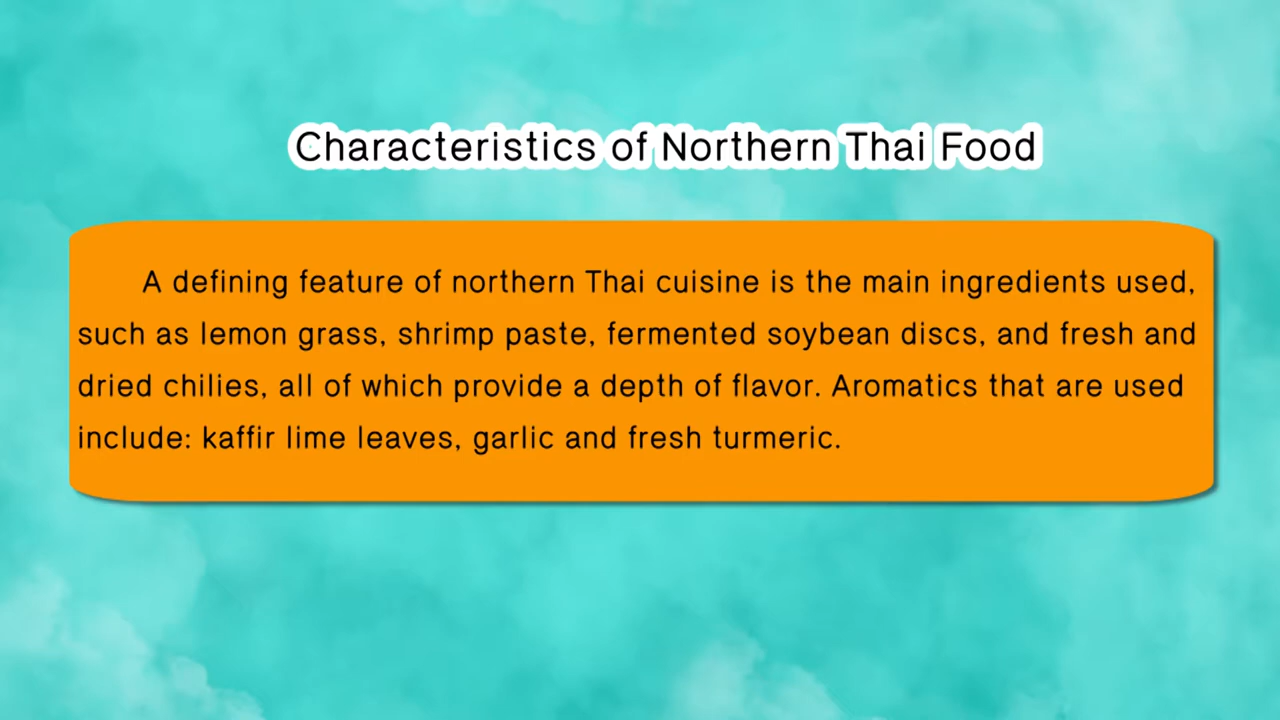 Characteristics of Northern Thai Food
A defining feature of northern Thai cuisine is the main ingredients used,
such as lemon grass, shrimp paste, fermented soybean discs, and fresh and
dried chilies, all of which provide a depth of flavor. Aromatics that are used
include: kaffir lime leaves, garlic and fresh turmeric.